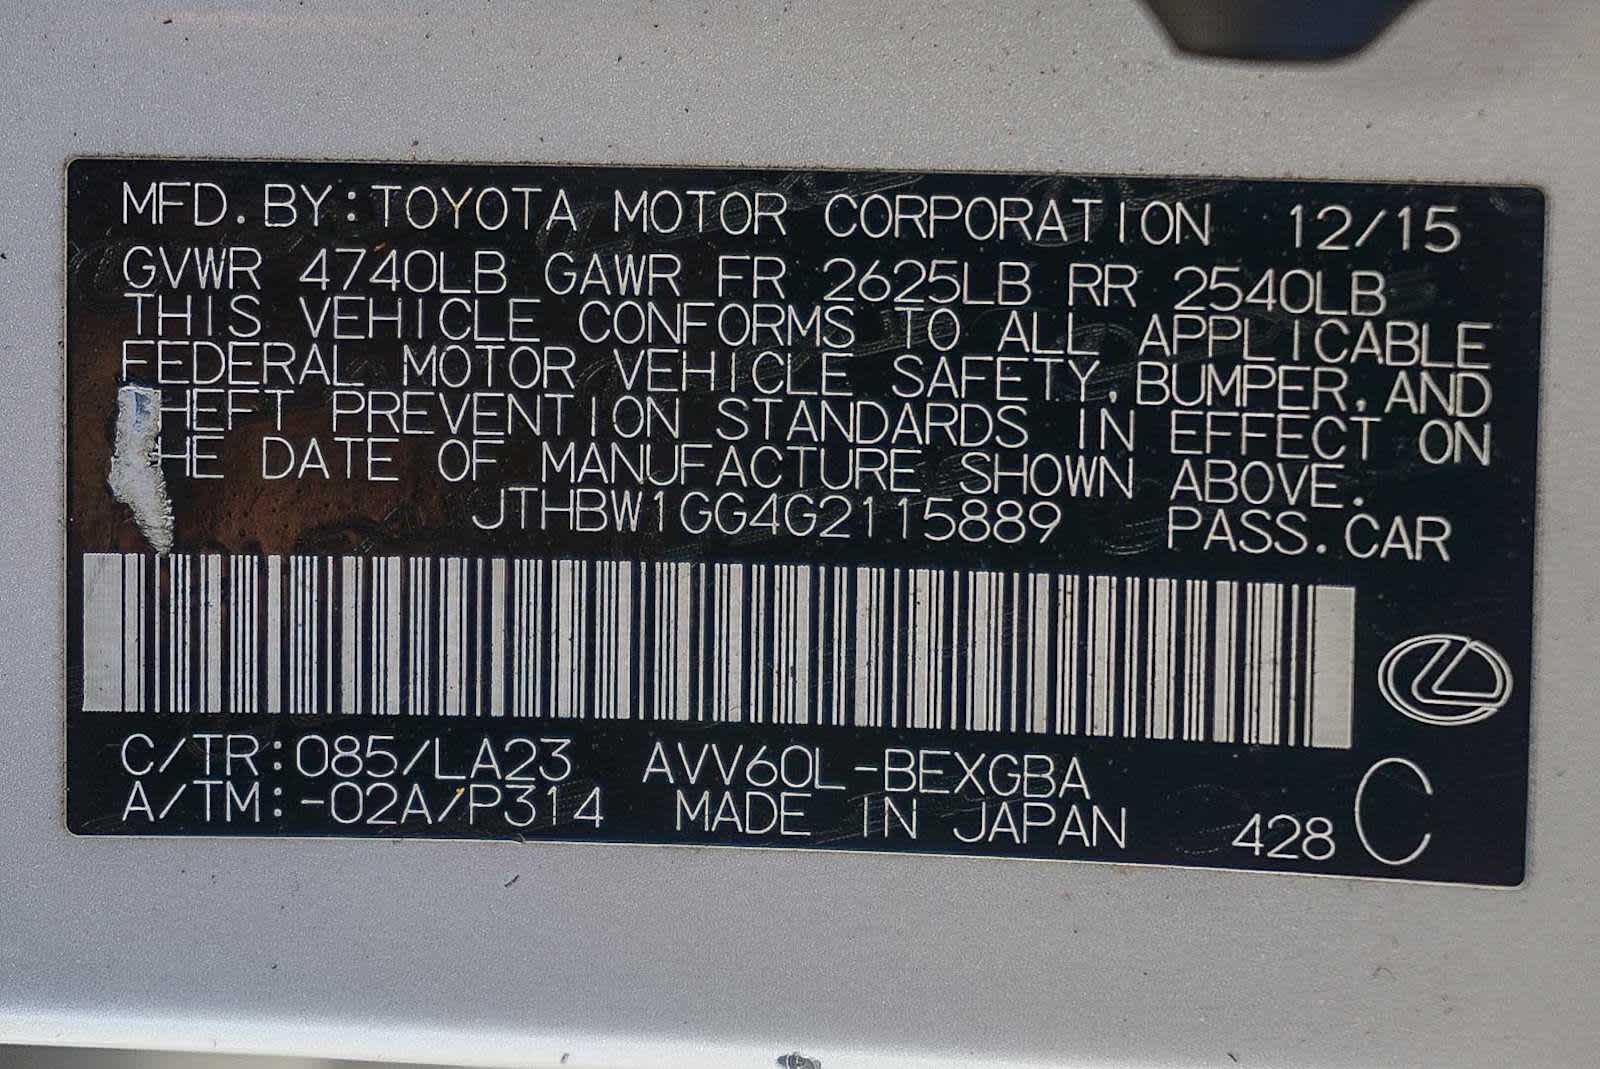 MFD. BY: TOYOTA MOTOR CORPORATION 12/15
GVWR 4740LB GAWR FR 2625LB RR 2540LB
THIS VEHICLE CONFORMS TO ALL APPLICABLE
FEDERAL MOTOR VEHICLE SAFETY, BUMPER, AND
THEFT PREVENTION STANDARDS IN EFFECT ON
THE DATE OF MANUFACTURE SHOWN ABOVE.
JTHBW1GG4G2115889 PASS. CAR
C/TR: 085/LA23 AVV60L-BEXGBA
A/TM: -02A/P314 MADE IN JAPAN 428 C